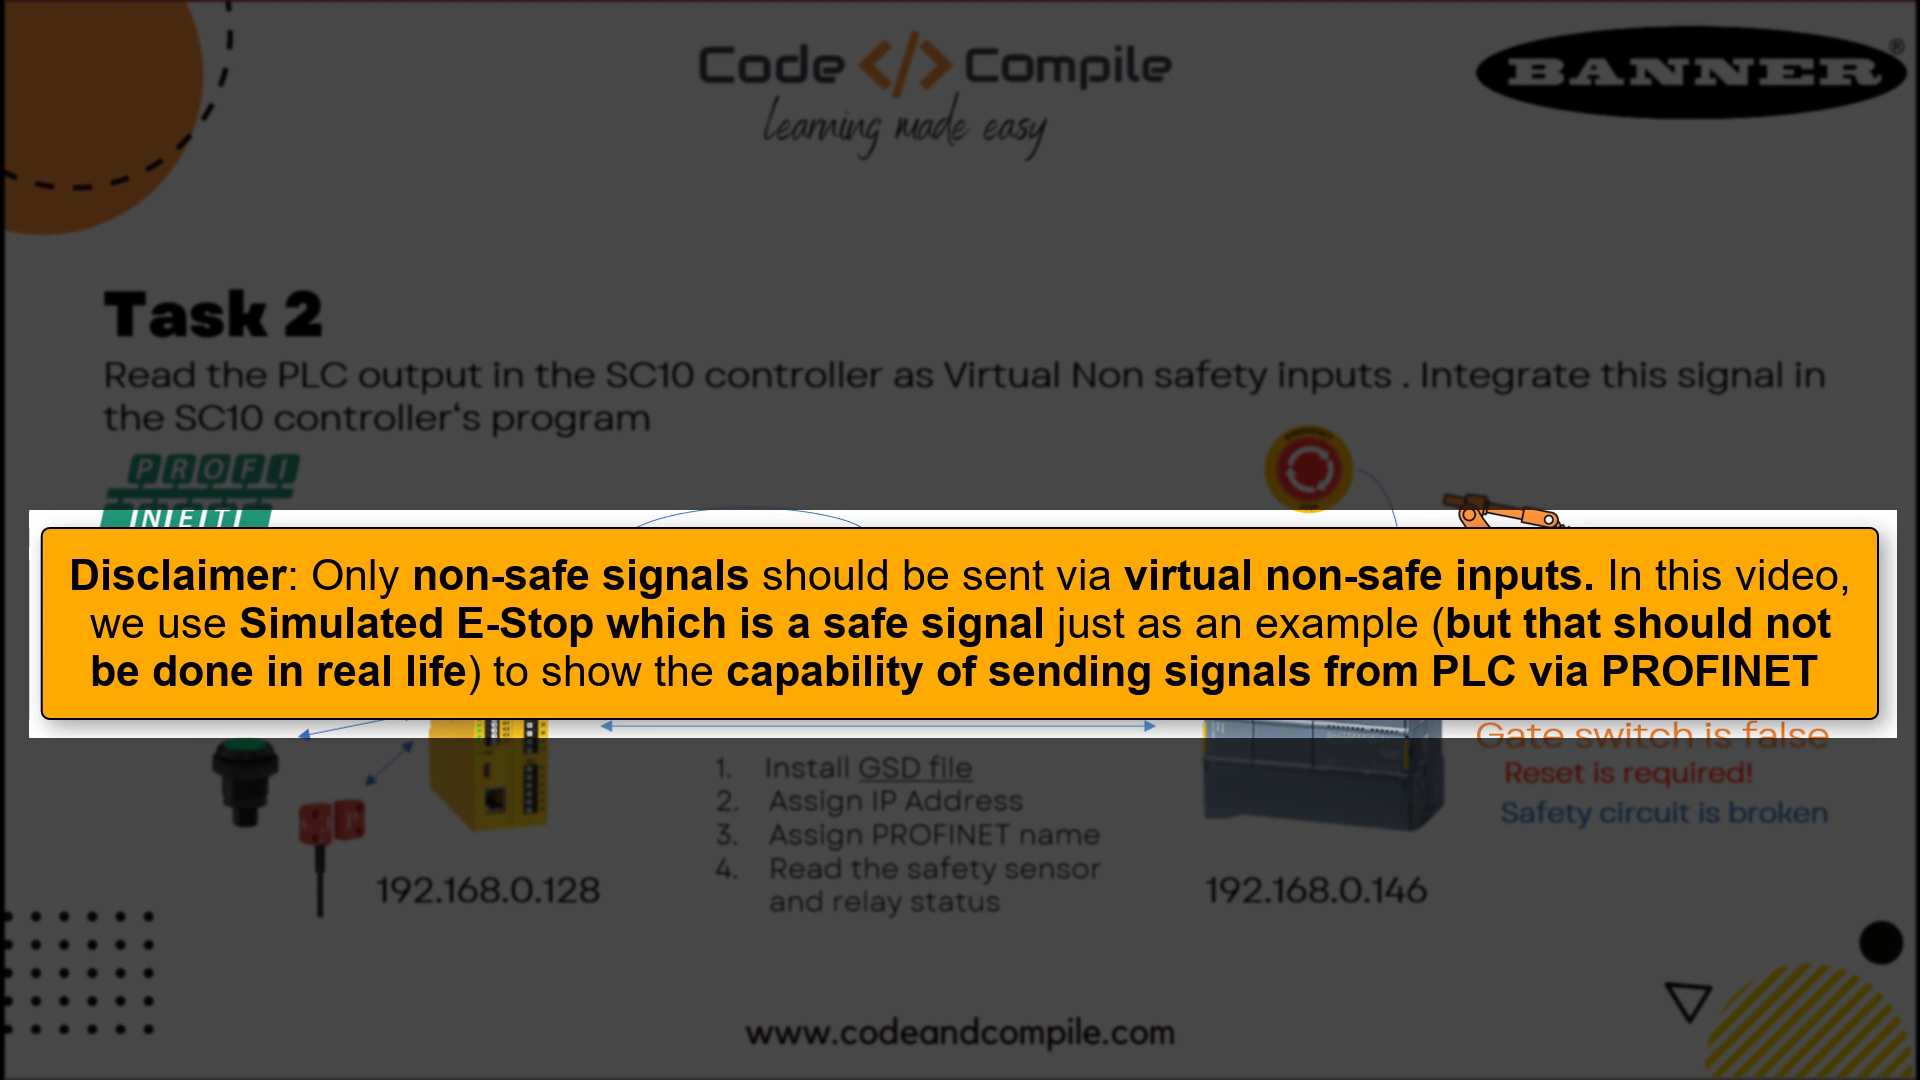 Code </> Compile
learning made easy
BANNER®
Task 2
Read the PLC output in the SC10 controller as Virtual Non safety inputs . Integrate this signal in
the SC10 controller‘s program
PROFI
EMERGENCY
Disclaimer: Only non-safe signals should be sent via virtual non-safe inputs. In this video,
we use Simulated E-Stop which is a safe signal just as an example (but that should not
be done in real life) to show the capability of sending signals from PLC via PROFINET
Gate switch is false
Reset is required!
Safety circuit is broken
1. Install GSD file
2. Assign IP Address
3. Assign PROFINET name
4. Read the safety sensor
and relay status
192.168.0.128
192.168.0.146
www.codeandcompile.com